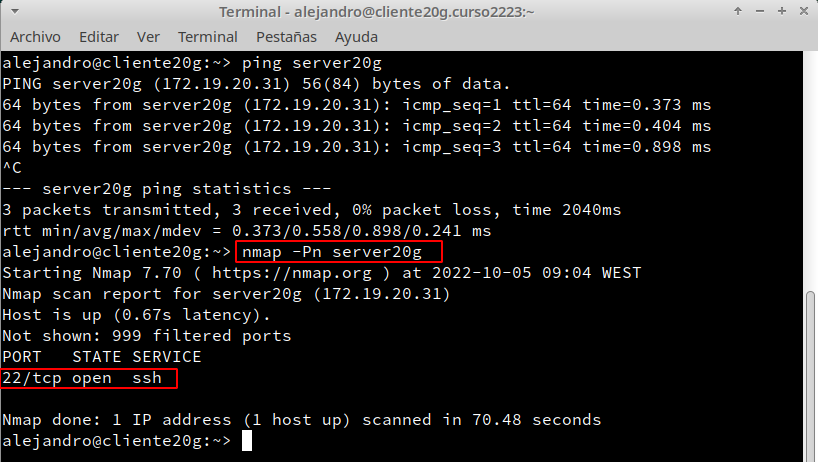 Terminal - alejandro@cliente20g.curso2223:~
Archivo Editar Ver Terminal Pestañas Ayuda
alejandro@cliente20g:~> ping server20g
PING server20g (172.19.20.31) 56(84) bytes of data.
64 bytes from server20g (172.19.20.31): icmp_seq=1 ttl=64 time=0.373 ms
64 bytes from server20g (172.19.20.31): icmp_seq=2 ttl=64 time=0.404 ms
64 bytes from server20g (172.19.20.31): icmp_seq=3 ttl=64 time=0.898 ms
^C
--- server20g ping statistics ---
3 packets transmitted, 3 received, 0% packet loss, time 2040ms
rtt min/avg/max/mdev = 0.373/0.558/0.898/0.241 ms
alejandro@cliente20g:~> nmap -Pn server20g
Starting Nmap 7.70 ( https://nmap.org ) at 2022-10-05 09:04 WEST
Nmap scan report for server20g (172.19.20.31)
Host is up (0.67s latency).
Not shown: 999 filtered ports
PORT   STATE SERVICE
22/tcp open  ssh
Nmap done: 1 IP address (1 host up) scanned in 70.48 seconds
alejandro@cliente20g:~>